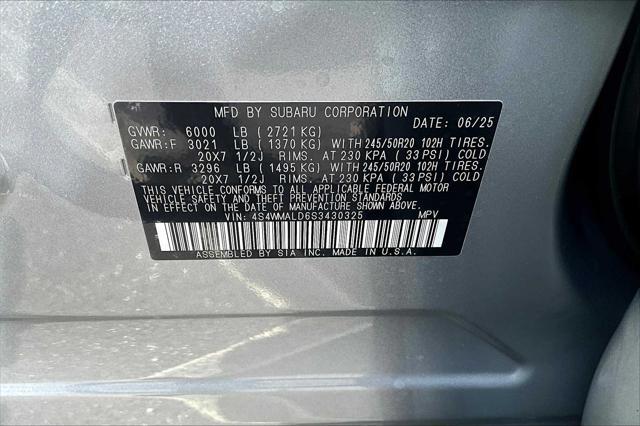 MFD BY SUBARU CORPORATION
DATE: 06/25
GVWR: 6000 LB ( 2721 KG)
GAWR:F 3021 LB ( 1370 KG) WITH 245/50R20 102H TIRES.
20X7 1/2J RIMS. AT 230 KPA ( 33 PSI) COLD
GAWR:R 3296 LB ( 1495 KG) WITH 245/50R20 102H TIRES.
20X7 1/2J RIMS. AT 230 KPA ( 33 PSI) COLD
THIS VEHICLE CONFORMS TO ALL APPLICABLE FEDERAL MOTOR
VEHICLE SAFETY AND THEFT PREVENTION STANDARDS
IN EFFECT ON THE DATE OF MANUFACTURE SHOWN ABOVE.
VIN: 4S4WMALD6S3430325 MPV
ASSEMBLED BY SIA INC. MADE IN U.S.A.